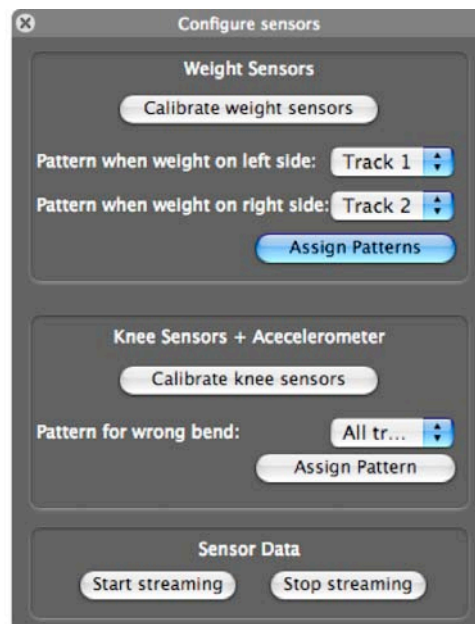 Configure sensors
Weight Sensors
Calibrate weight sensors
Pattern when weight on left side: Track 1
Pattern when weight on right side: Track 2
Assign Patterns
Knee Sensors + Acecelerometer
Calibrate knee sensors
Pattern for wrong bend: All tr...
Assign Pattern
Sensor Data
Start streaming Stop streaming